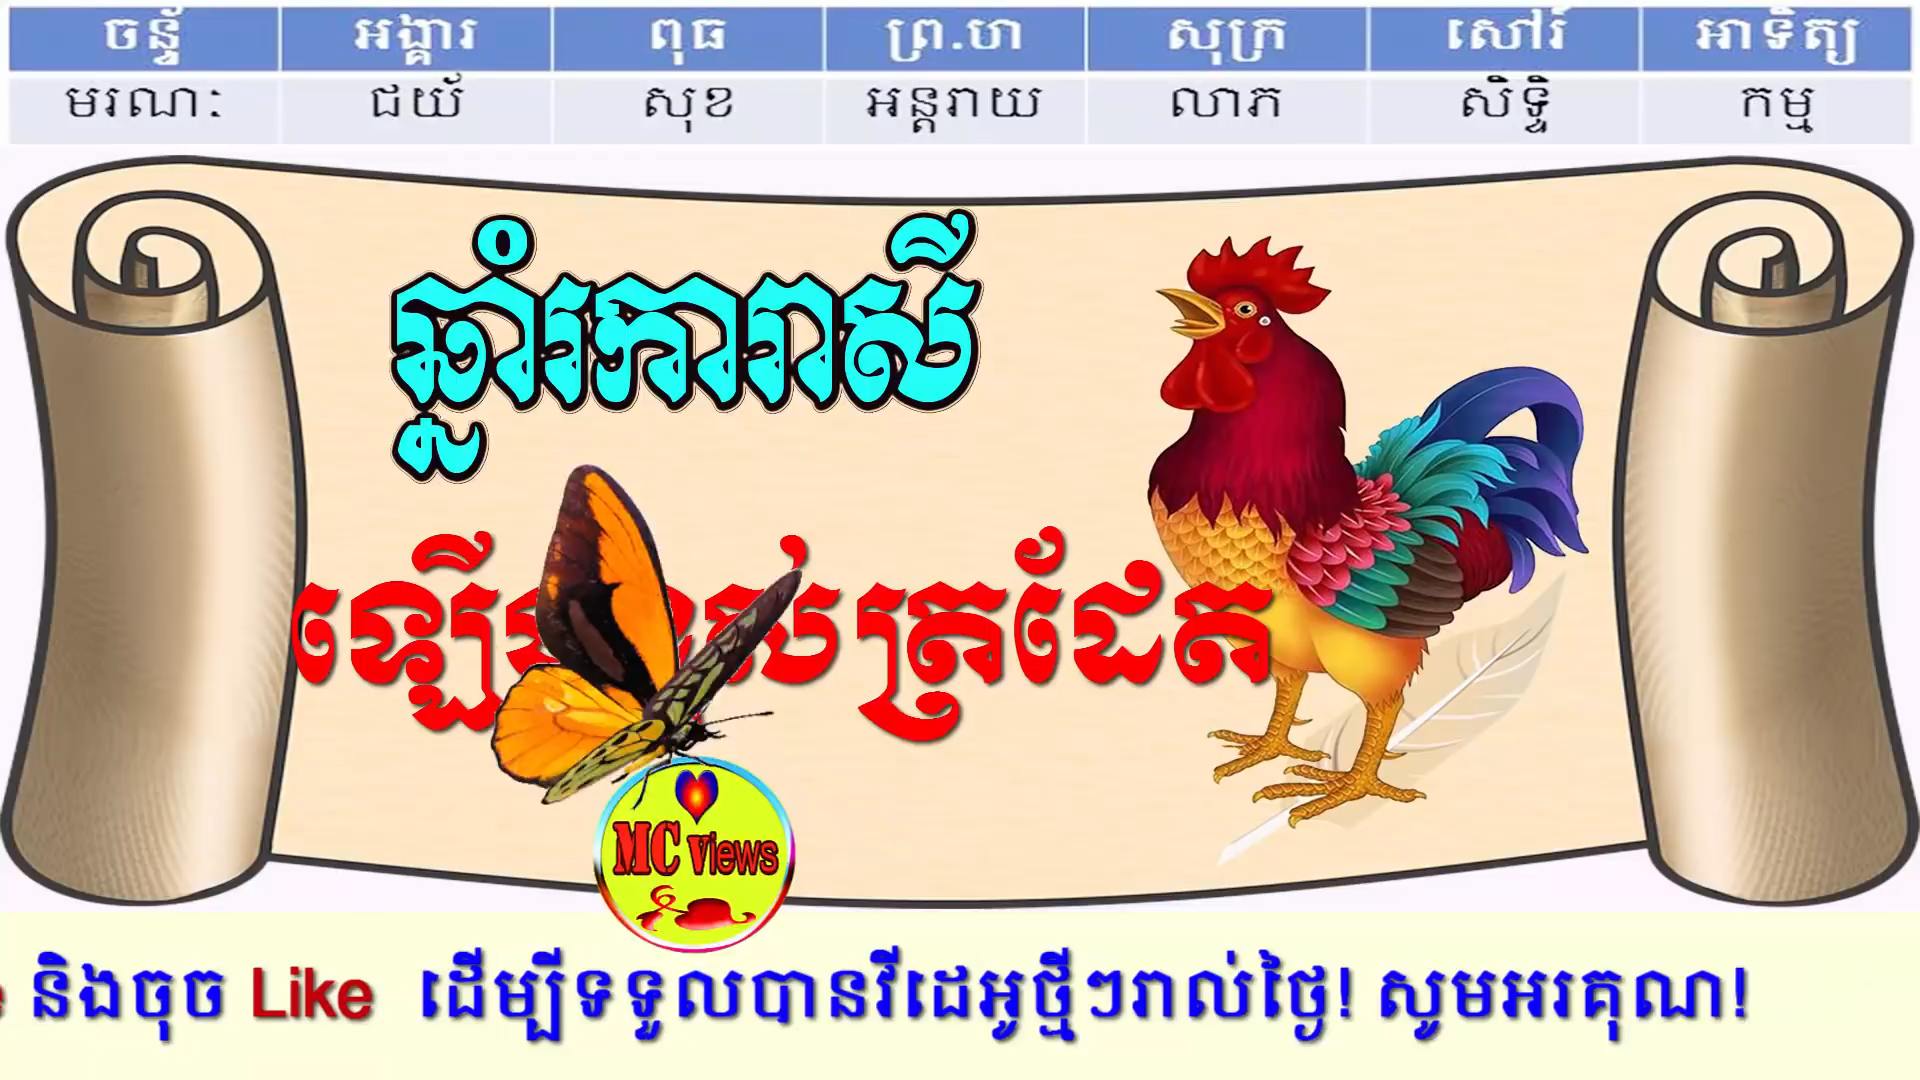 ចន្ទ័ អង្គារ ពុធ ព្រ.ហ សុក្រ សៅរ៍ អាទិត្យ
មរណៈ ជយ័ សុខ អន្តរាយ លាភ សិទ្ធិ កម្ម
ឆ្នាំរការាសី
ឡើ ត្រដែត
MC Views
និងចុច Like ដើម្បីទទួលបានវីដេអូថ្មីៗរាល់ថ្ងៃ! សូមអរគុណ!